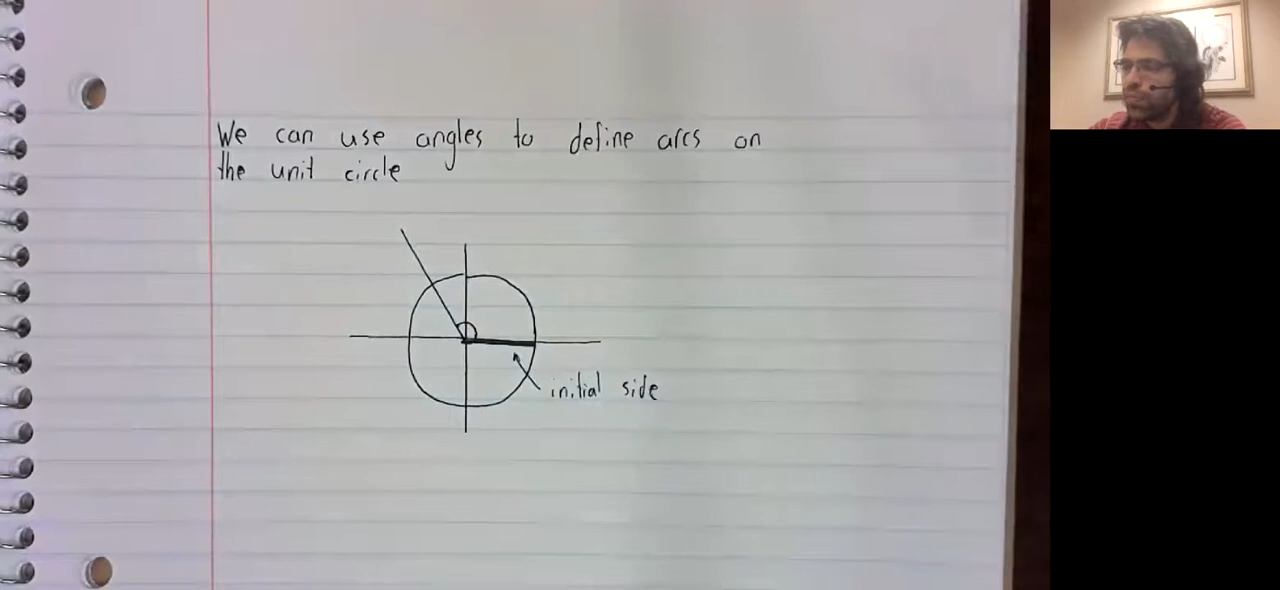 We can use angles to define arcs on
the unit circle
initial side